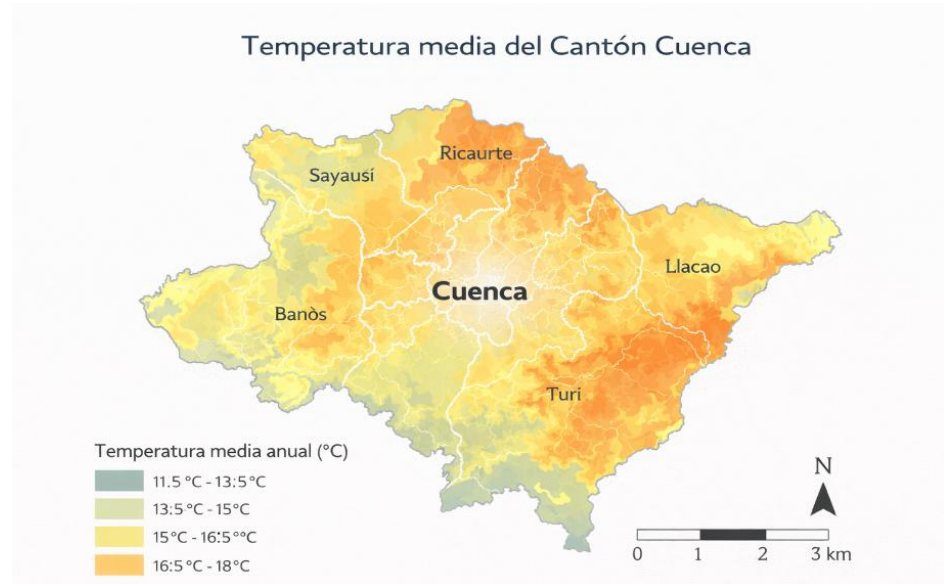 Temperatura media del Cantón Cuenca
Ricaurte
Sayausí
Llacao
Cuenca
Banòs
Turi
Temperatura media anual (°C)
11.5 °C - 13:5 °C
13:5 °C - 15°C
15 °C - 16:5 °°C
16:5 °C - 18°C
N
0 1 2 3 km